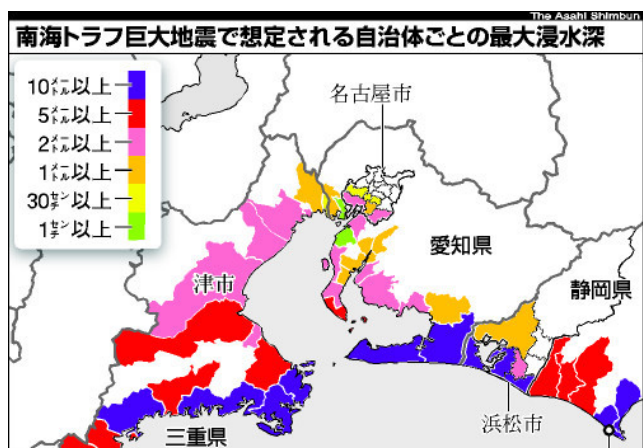 The Asahi Shimbun
南海トラフ巨大地震で想定される自治体ごとの最大浸水深
10メートル以上
5メートル以上
2メートル以上
1メートル以上
30センチ以上
1センチ以上
名古屋市
愛知県
静岡県
津市
浜松市
三重県